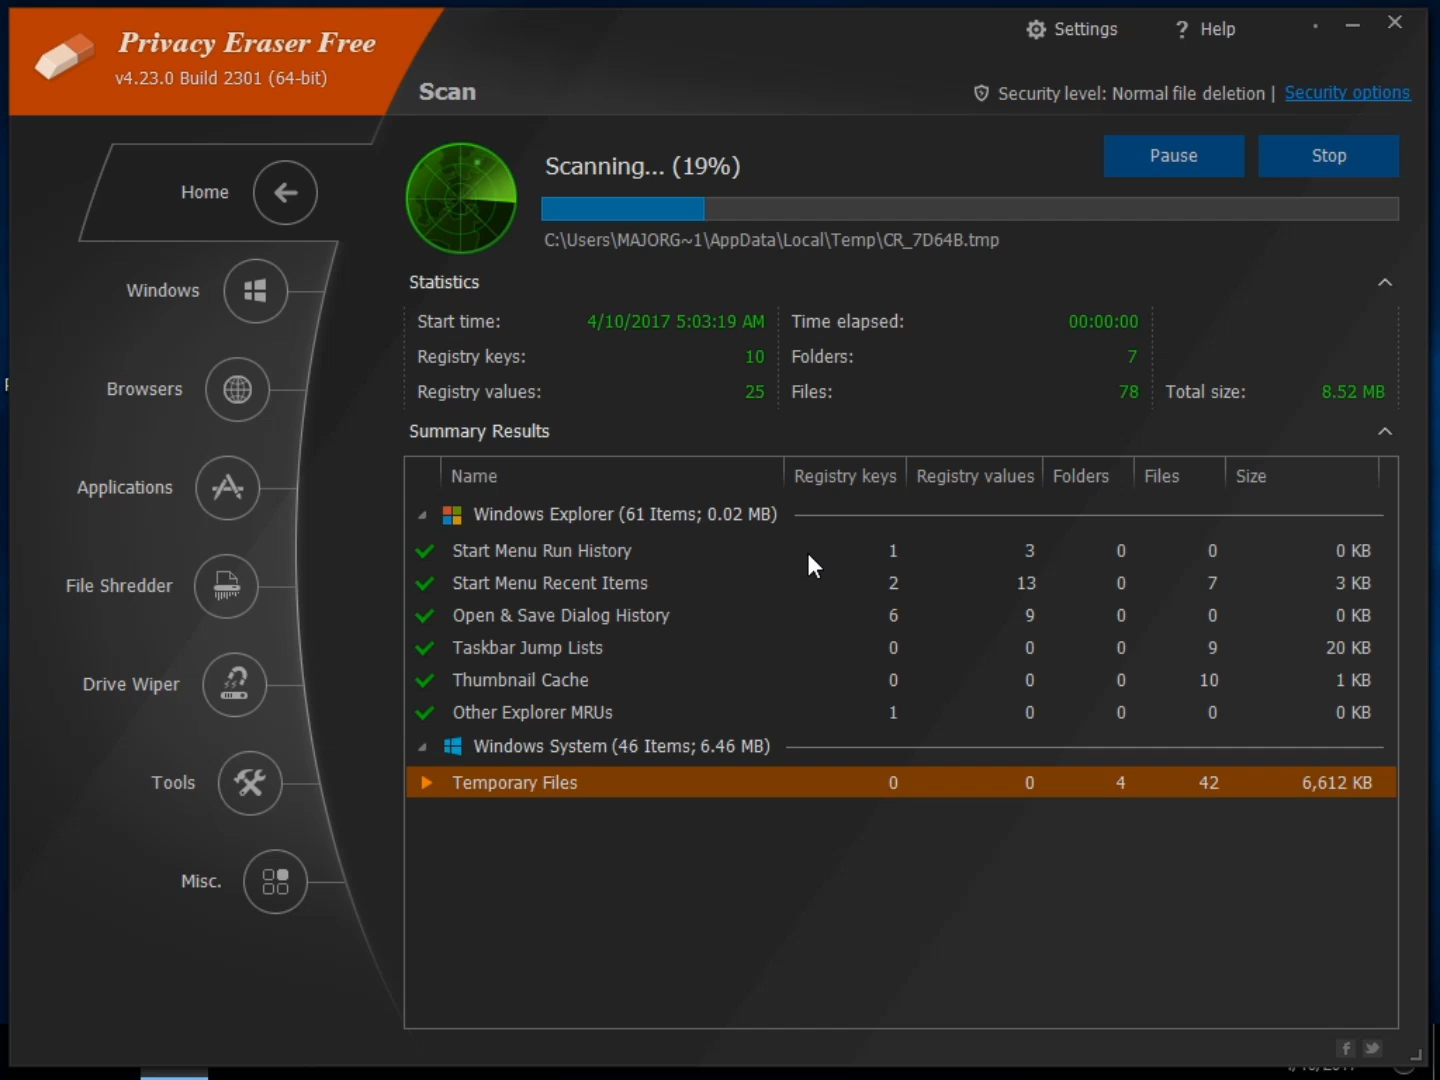 Privacy Eraser Free
v4.23.0 Build 2301 (64-bit)
Settings
? Help
Scan
Security level: Normal file deletion | Security options
Home
Windows
Browsers
Applications
File Shredder
Drive Wiper
Tools
Misc.
Scanning... (19%)
Pause
Stop
C:\Users\MAJORG~1\AppData\Local\Temp\CR_7D64B.tmp
Statistics
Start time: 4/10/2017 5:03:19 AM Time elapsed: 00:00:00
Registry keys: 10 Folders: 7
Registry values: 25 Files: 78 Total size: 8.52 MB
Summary Results
Name Registry keys Registry values Folders Files Size
Windows Explorer (61 Items; 0.02 MB)
Start Menu Run History 1 3 0 0 0 KB
Start Menu Recent Items 2 13 0 7 3 KB
Open & Save Dialog History 6 9 0 0 0 KB
Taskbar Jump Lists 0 0 0 9 20 KB
Thumbnail Cache 0 0 0 10 1 KB
Other Explorer MRUs 1 0 0 0 0 KB
Windows System (46 Items; 6.46 MB)
Temporary Files 0 0 4 42 6,612 KB